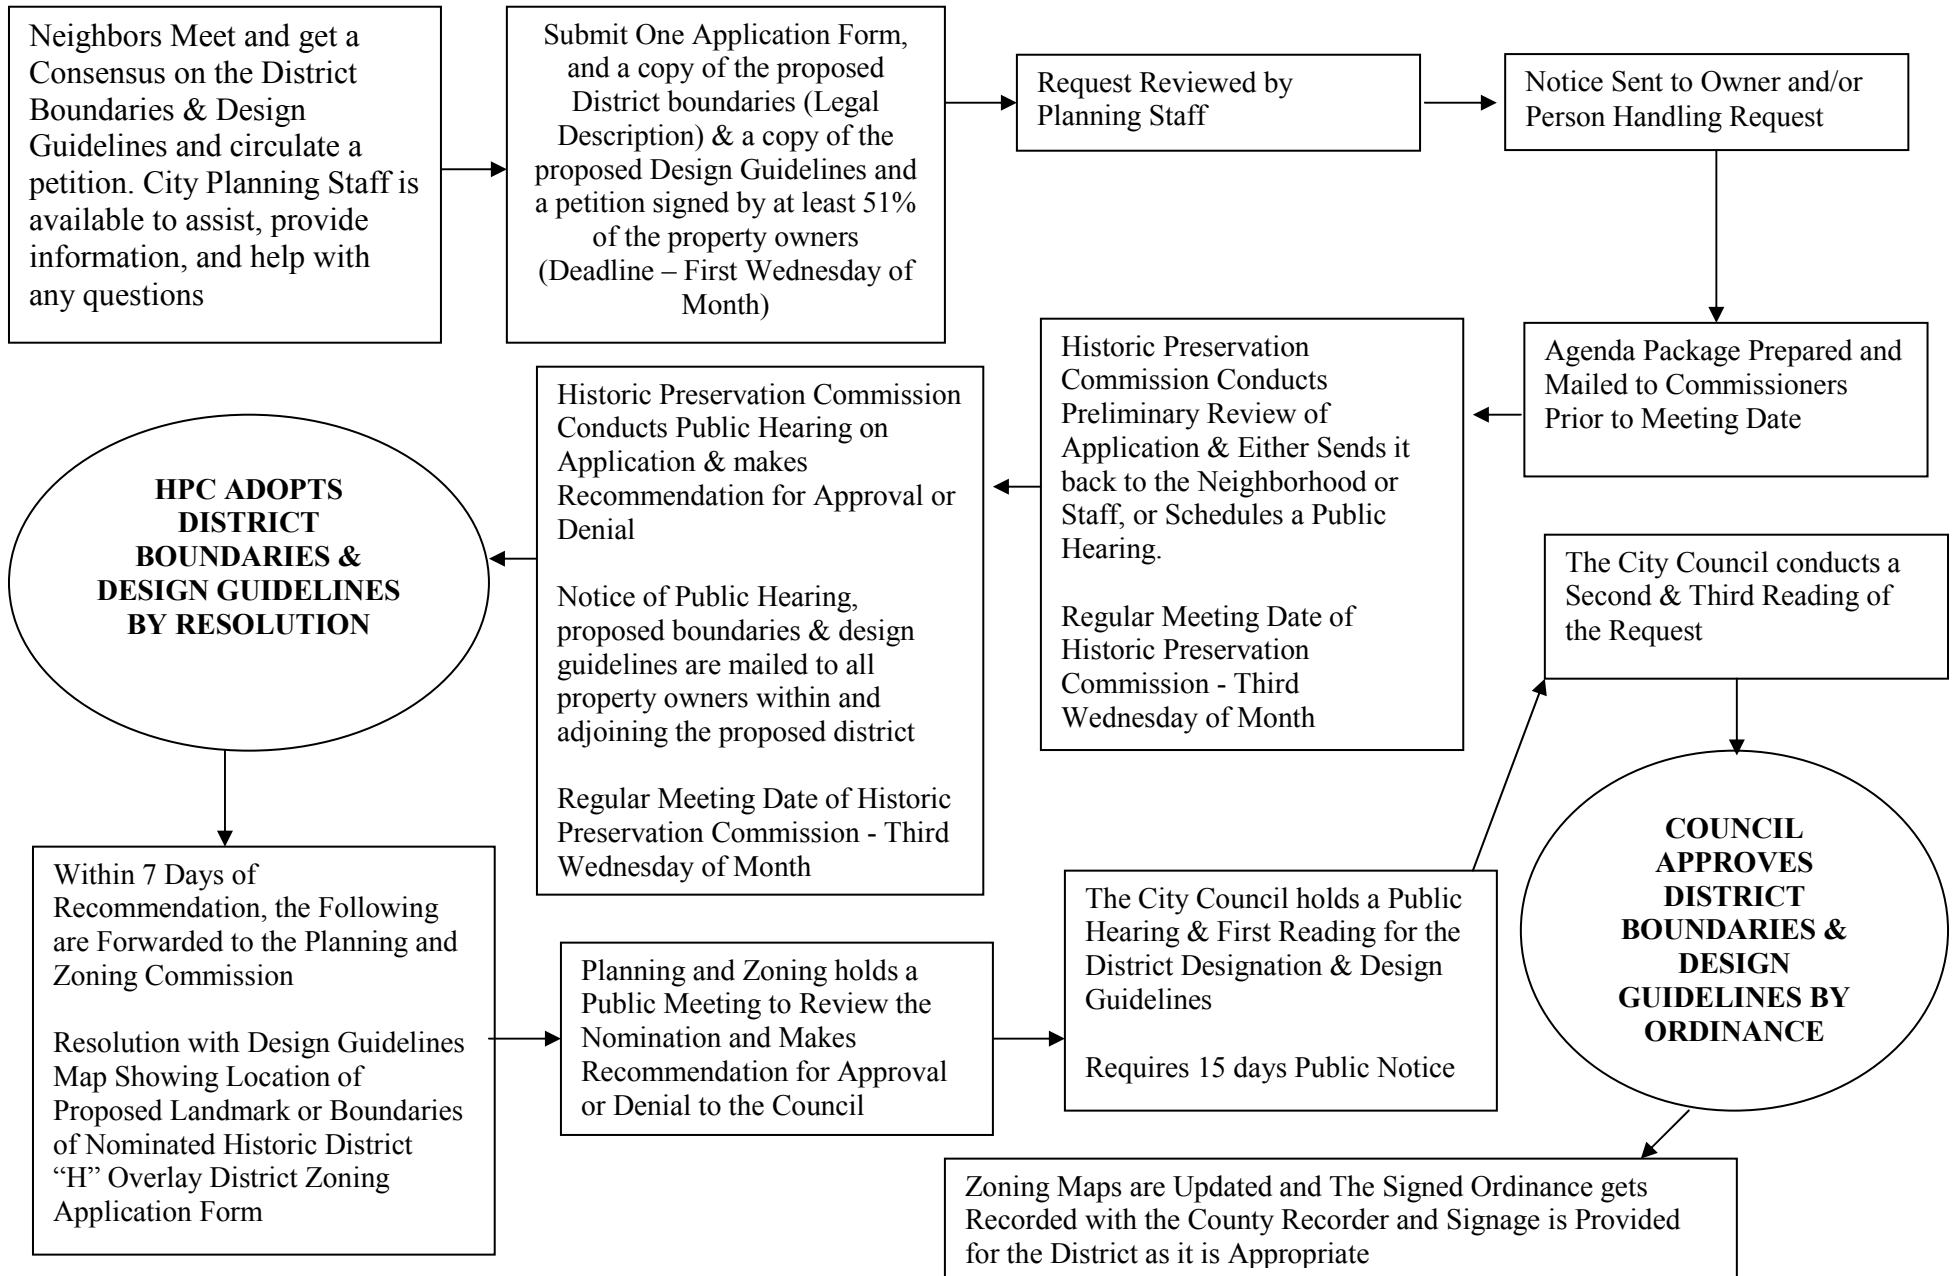 Neighbors Meet and get a
Consensus on the District
Boundaries & Design
Guidelines and circulate a
petition. City Planning Staff is
available to assist, provide
information, and help with
any questions
Submit One Application Form,
and a copy of the proposed
District boundaries (Legal
Description) & a copy of the
proposed Design Guidelines and
a petition signed by at least 51%
of the property owners
(Deadline – First Wednesday of
Month)
Request Reviewed by
Planning Staff
Notice Sent to Owner and/or
Person Handling Request
Agenda Package Prepared and
Mailed to Commissioners
Prior to Meeting Date
Historic Preservation
Commission Conducts
Preliminary Review of
Application & Either Sends it
back to the Neighborhood or
Staff, or Schedules a Public
Hearing.
Regular Meeting Date of
Historic Preservation
Commission - Third
Wednesday of Month
Historic Preservation Commission
Conducts Public Hearing on
Application & makes
Recommendation for Approval or
Denial
Notice of Public Hearing,
proposed boundaries & design
guidelines are mailed to all
property owners within and
adjoining the proposed district
Regular Meeting Date of Historic
Preservation Commission - Third
Wednesday of Month
HPC ADOPTS
DISTRICT
BOUNDARIES &
DESIGN GUIDELINES
BY RESOLUTION
Within 7 Days of
Recommendation, the Following
are Forwarded to the Planning and
Zoning Commission
Resolution with Design Guidelines
Map Showing Location of
Proposed Landmark or Boundaries
of Nominated Historic District
“H” Overlay District Zoning
Application Form
Planning and Zoning holds a
Public Meeting to Review the
Nomination and Makes
Recommendation for Approval
or Denial to the Council
The City Council holds a Public
Hearing & First Reading for the
District Designation & Design
Guidelines
Requires 15 days Public Notice
The City Council conducts a
Second & Third Reading of
the Request
COUNCIL
APPROVES
DISTRICT
BOUNDARIES &
DESIGN
GUIDELINES BY
ORDINANCE
Zoning Maps are Updated and The Signed Ordinance gets
Recorded with the County Recorder and Signage is Provided
for the District as it is Appropriate